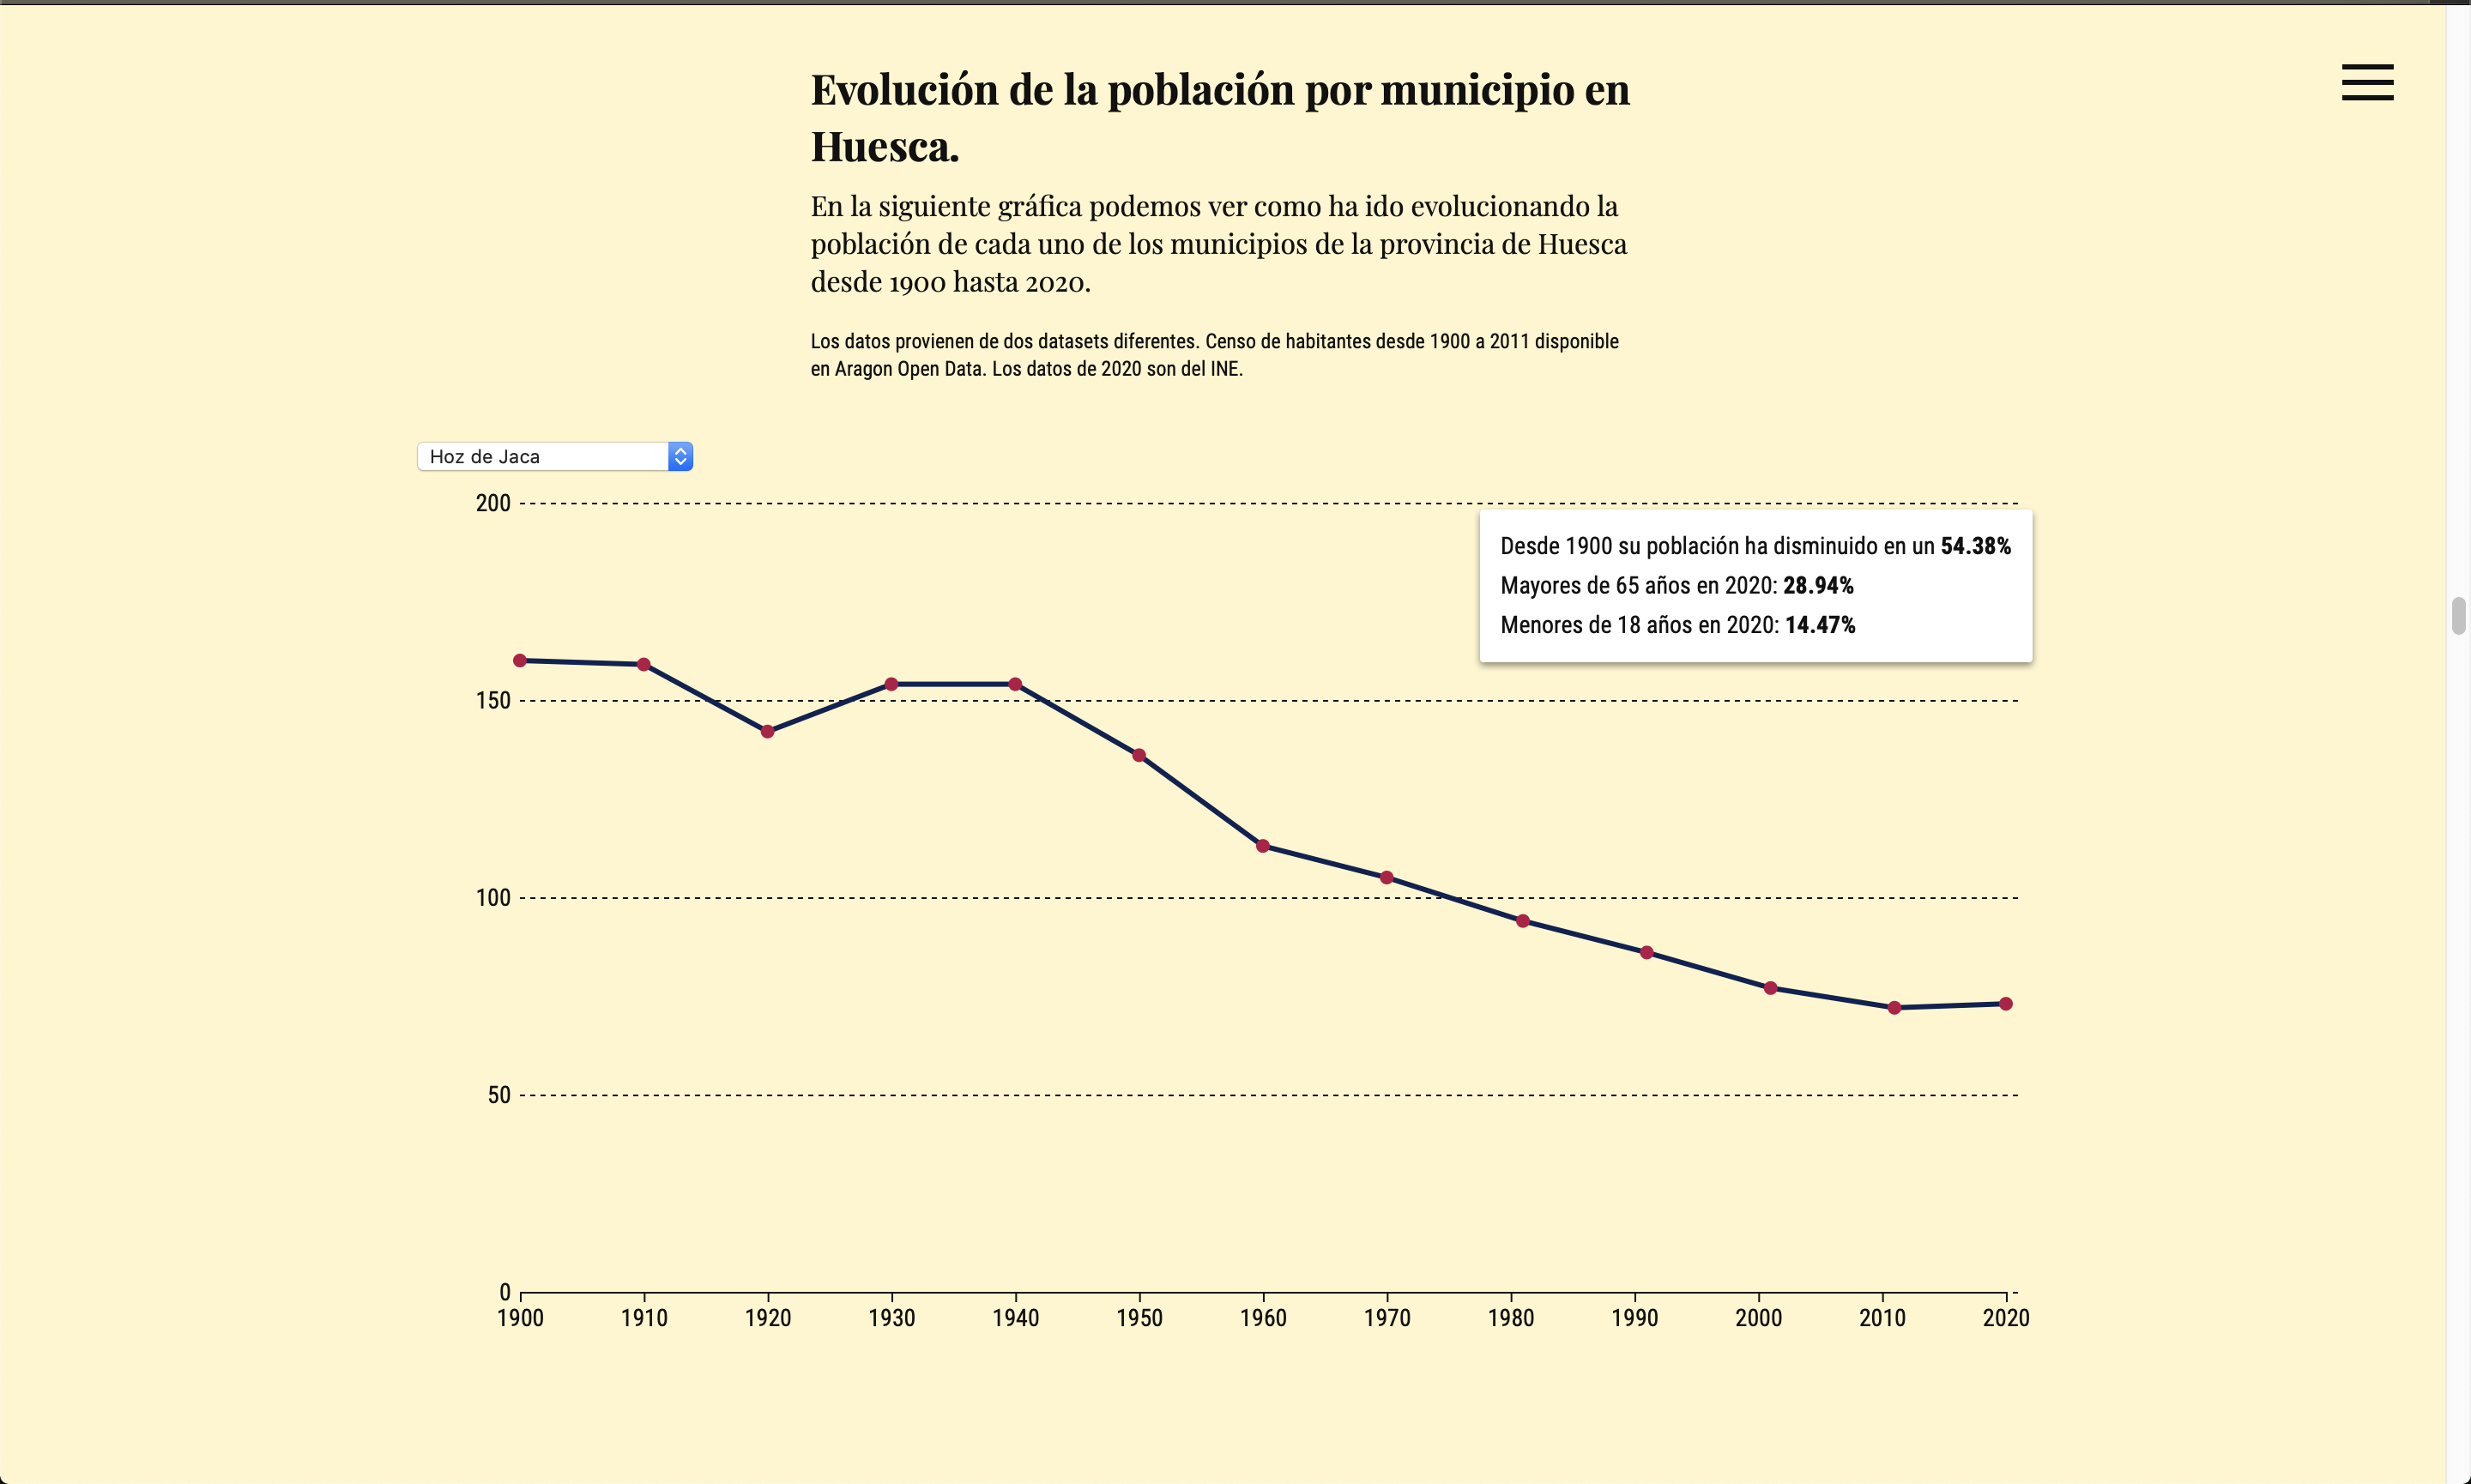 Evolución de la población por municipio en
Huesca.
En la siguiente gráfica podemos ver como ha ido evolucionando la
población de cada uno de los municipios de la provincia de Huesca
desde 1900 hasta 2020.
Los datos provienen de dos datasets diferentes. Censo de habitantes desde 1900 a 2011 disponible
en Aragon Open Data. Los datos de 2020 son del INE.
Hoz de Jaca
200
Desde 1900 su población ha disminuido en un 54.38%
Mayores de 65 años en 2020: 28.94%
Menores de 18 años en 2020: 14.47%
150
100
50
0
1900 1910 1920 1930 1940 1950 1960 1970 1980 1990 2000 2010 2020